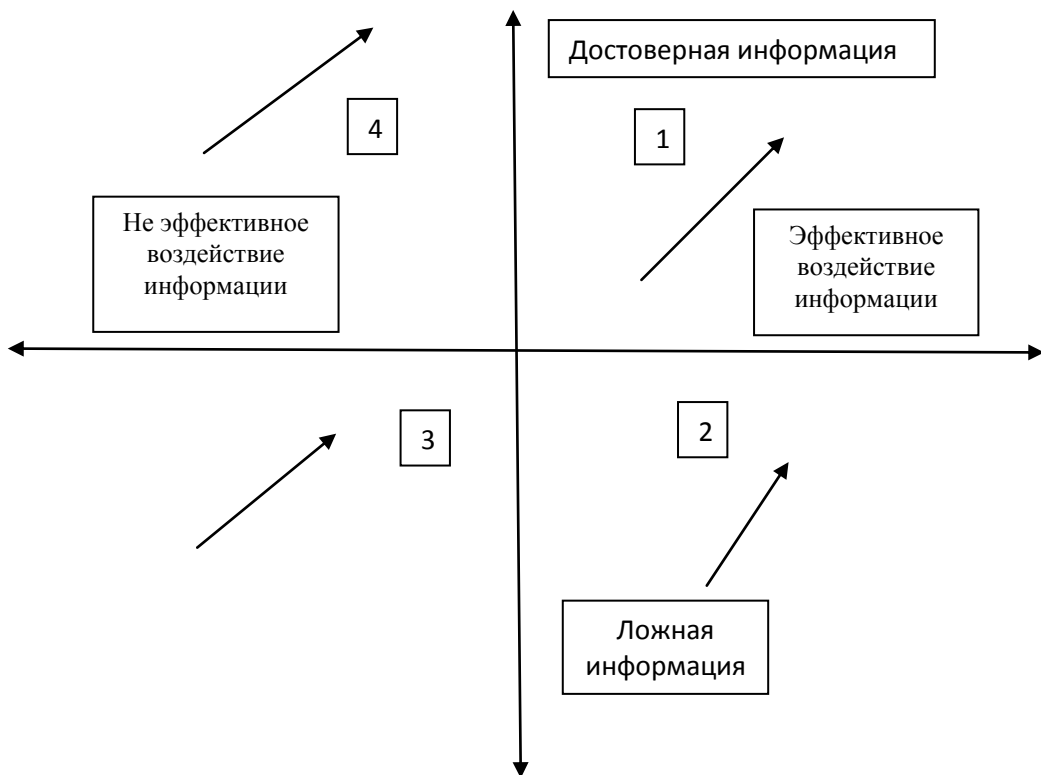 Достоверная информация
4
1
Не эффективное
воздействие
информации
Эффективное
воздействие
информации
3
2
Ложная
информация